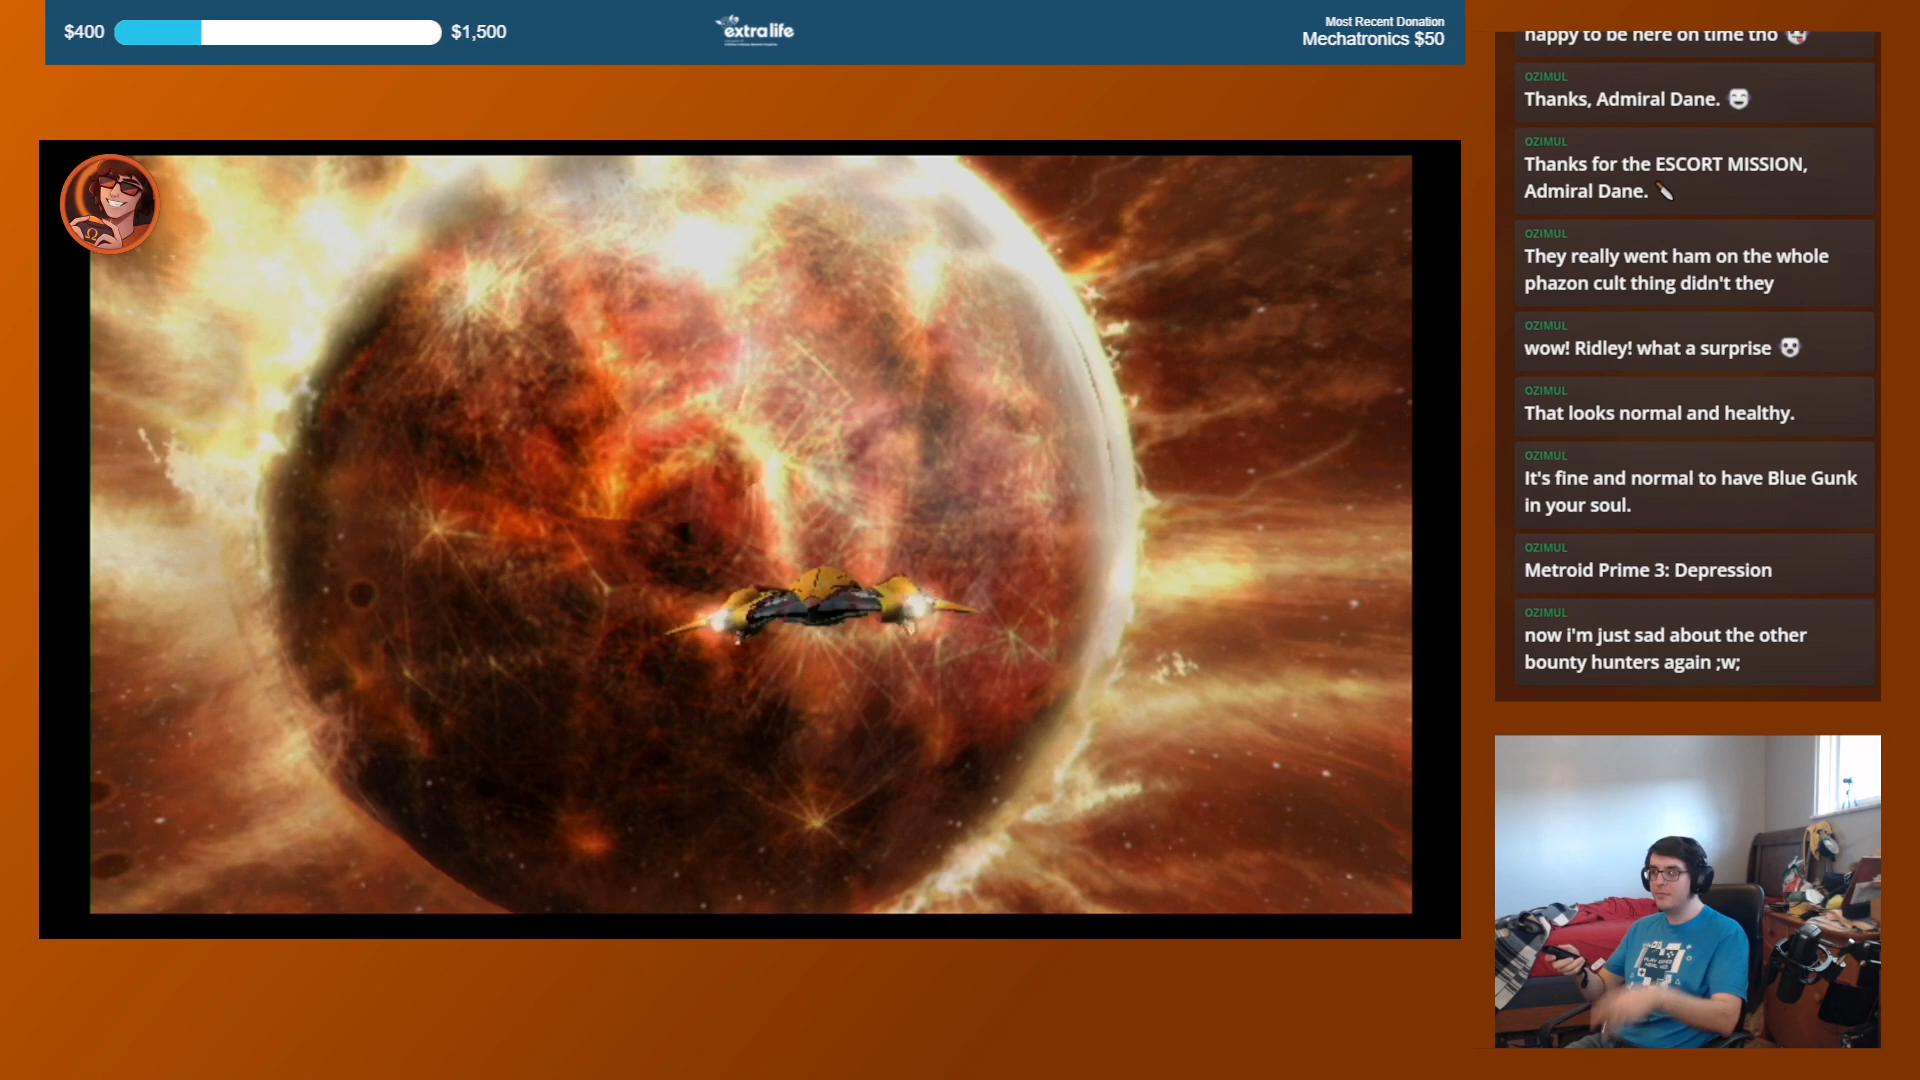 $400
$1,500
extralife
Most Recent Donation
Mechatronics $50
happy to be here on time tho
OZIMUL
Thanks, Admiral Dane.
OZIMUL
Thanks for the ESCORT MISSION,
Admiral Dane.
OZIMUL
They really went ham on the whole
phazon cult thing didn't they
OZIMUL
wow! Ridley! what a surprise
OZIMUL
That looks normal and healthy.
OZIMUL
It's fine and normal to have Blue Gunk
in your soul.
OZIMUL
Metroid Prime 3: Depression
OZIMUL
now i'm just sad about the other
bounty hunters again ;w;
Ω